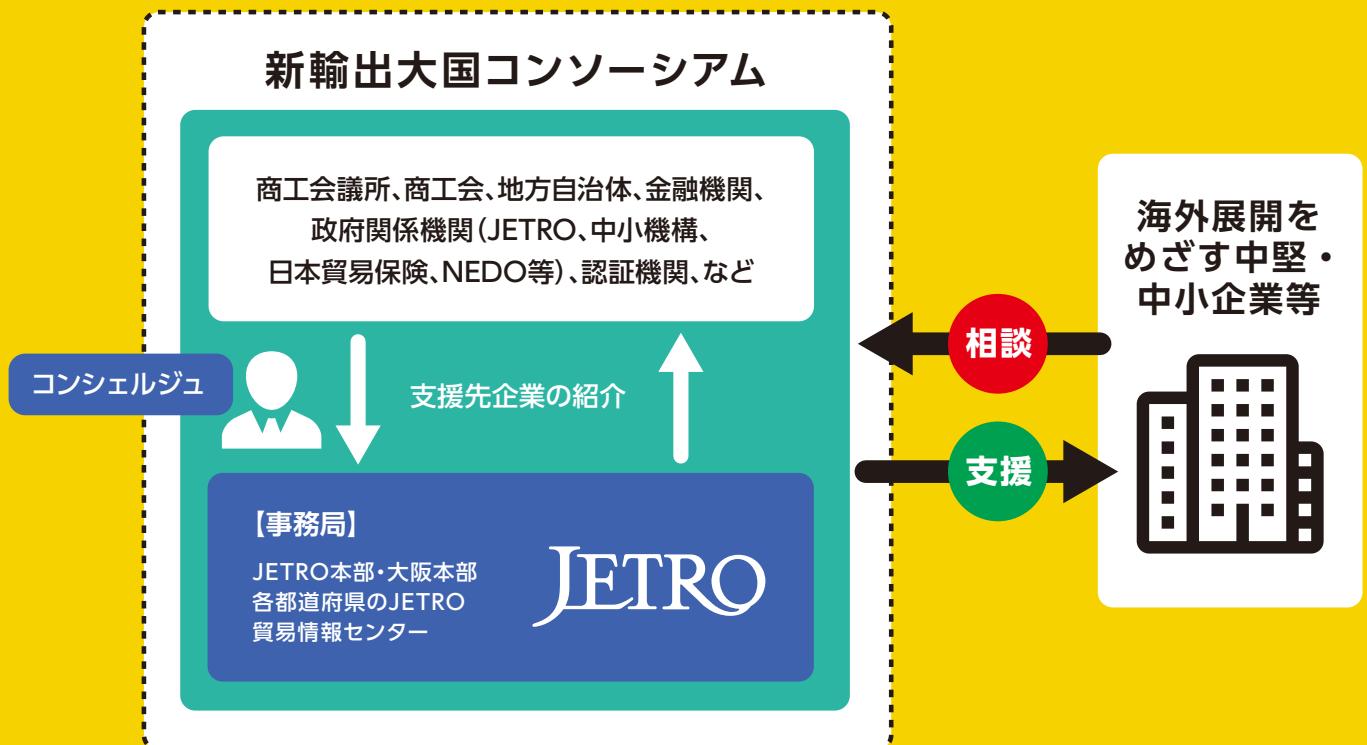 新輸出大国コンソーシアム
商工会議所、商工会、地方自治体、金融機関、
政府関係機関(JETRO、中小機構、
日本貿易保険、NEDO等)、認証機関、など
コンシェルジュ
支援先企業の紹介
【事務局】
JETRO本部・大阪本部
各都道府県のJETRO
貿易情報センター
JETRO
相談
支援
海外展開を
めざす中堅・
中小企業等